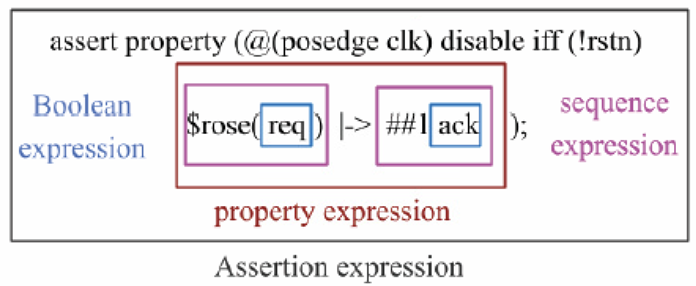 assert property (@(posedge clk) disable iff (!rstn)
Boolean
expression
$rose( req ) |-> ##1 ack );
sequence
expression
property expression
Assertion expression